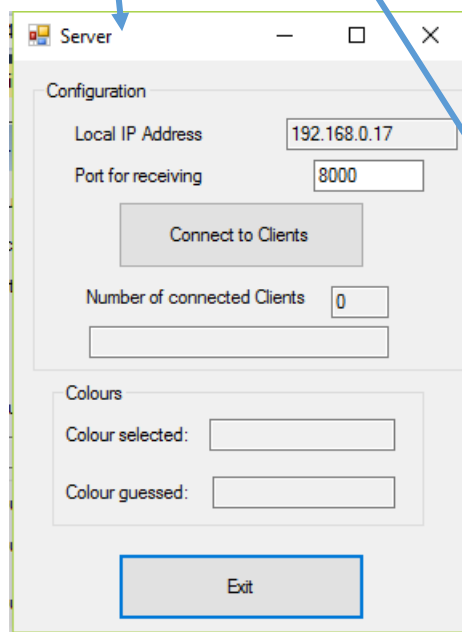 Server
Configuration
Local IP Address 192.168.0.17
Port for receiving 8000
Connect to Clients
Number of connected Clients 0
Colours
Colour selected:
Colour guessed:
Exit